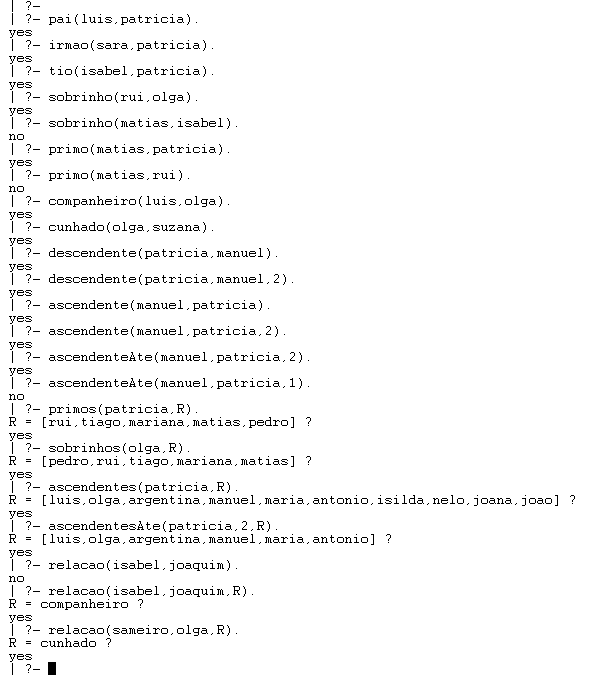 | ?-
| ?- pai(luis,patricia).
yes
| ?- irmao(sara,patricia).
yes
| ?- tio(isabel,patricia).
yes
| ?- sobrinho(rui,olga).
yes
| ?- sobrinho(matias,isabel).
no
| ?- primo(matias,patricia).
yes
| ?- primo(matias,rui).
no
| ?- companheiro(luis,olga).
yes
| ?- cunhado(olga,suzana).
yes
| ?- descendente(patricia,manuel).
yes
| ?- descendente(patricia,manuel,2).
yes
| ?- ascendente(manuel,patricia).
yes
| ?- ascendente(manuel,patricia,2).
yes
| ?- ascendenteAte(manuel,patricia,2).
yes
| ?- ascendenteAte(manuel,patricia,1).
no
| ?- primos(patricia,R).
R = [rui,tiago,mariana,matias,pedro] ?
yes
| ?- sobrinhos(olga,R).
R = [pedro,rui,tiago,mariana,matias] ?
yes
| ?- ascendentes(patricia,R).
R = [luis,olga,argentina,manuel,maria,antonio,isilda,nelo,joana,joao] ?
yes
| ?- ascendentesAte(patricia,2,R).
R = [luis,olga,argentina,manuel,maria,antonio] ?
yes
| ?- relacao(isabel,joaquim).
no
| ?- relacao(isabel,joaquim,R).
R = companheiro ?
yes
| ?- relacao(sameiro,olga,R).
R = cunhado ?
yes
| ?-